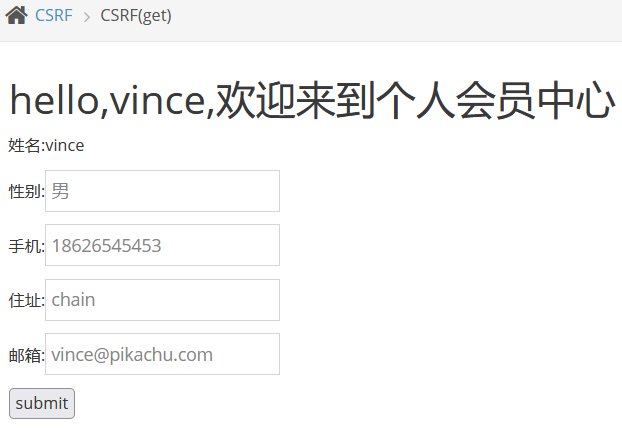 CSRF > CSRF(get)
hello,vince,欢迎来到个人会员中心
姓名:vince
性别:男
手机:18626545453
住址:chain
邮箱:vince@pikachu.com
submit